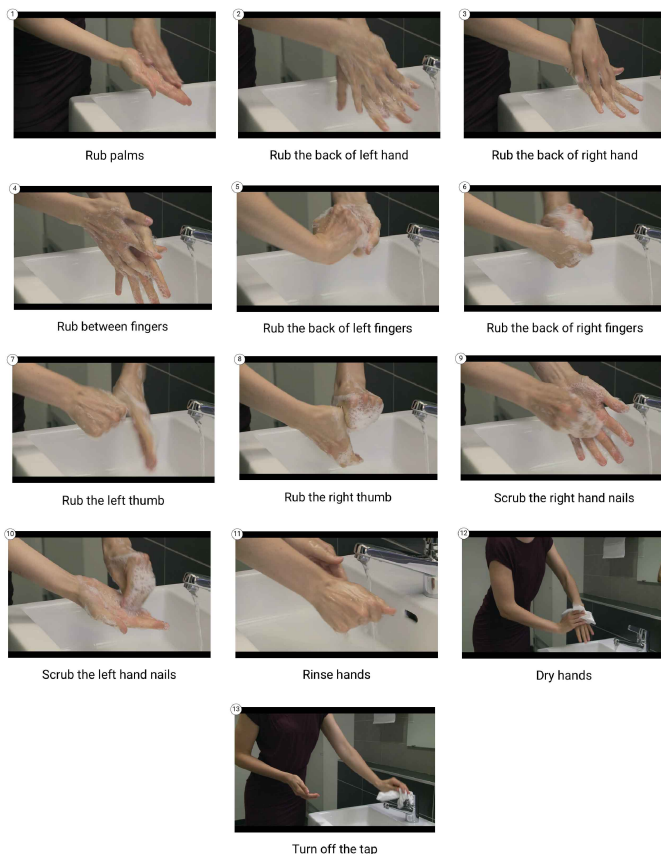 1
Rub palms
2
Rub the back of left hand
3
Rub the back of right hand
4
Rub between fingers
5
Rub the back of left fingers
6
Rub the back of right fingers
7
Rub the left thumb
8
Rub the right thumb
9
Scrub the right hand nails
10
Scrub the left hand nails
11
Rinse hands
12
Dry hands
13
Turn off the tap